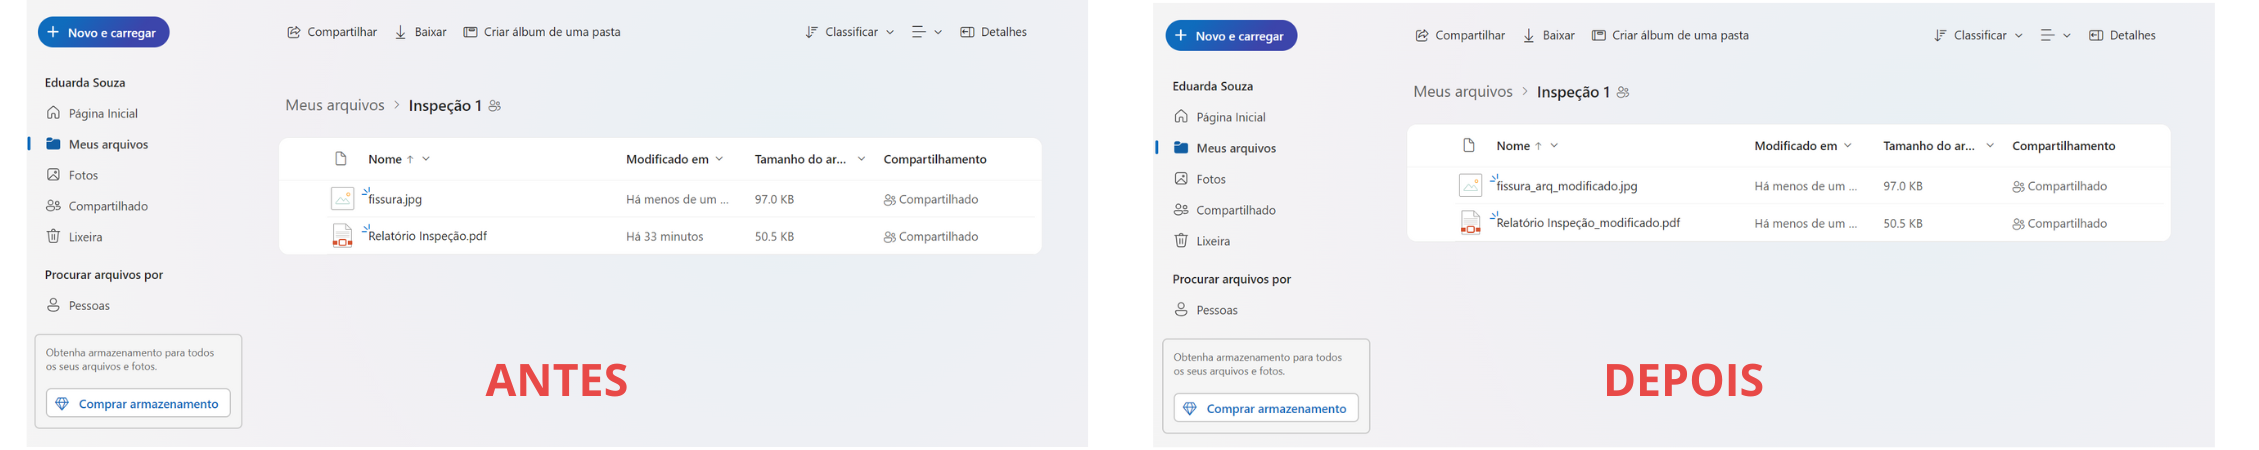 Novo e carregar
Compartilhar Baixar Criar álbum de uma pasta Classificar Detalhes
Eduarda Souza
Página Inicial
Meus arquivos
Fotos
Compartilhado
Lixeira
Procurar arquivos por
Pessoas
Obtenha armazenamento para todos
os seus arquivos e fotos.
Comprar armazenamento
Meus arquivos > Inspeção 1
Nome ↑ Modificado em Tamanho do ar... Compartilhamento
fissura.jpg Há menos de um ... 97.0 KB Compartilhado
Relatório Inspeção.pdf Há 33 minutos 50.5 KB Compartilhado
ANTES
Novo e carregar
Compartilhar Baixar Criar álbum de uma pasta Classificar Detalhes
Eduarda Souza
Página Inicial
Meus arquivos
Fotos
Compartilhado
Lixeira
Procurar arquivos por
Pessoas
Obtenha armazenamento para todos
os seus arquivos e fotos.
Comprar armazenamento
Meus arquivos > Inspeção 1
Nome ↑ Modificado em Tamanho do ar... Compartilhamento
fissura_arq_modificado.jpg Há menos de um ... 97.0 KB Compartilhado
Relatório Inspeção_modificado.pdf Há menos de um ... 50.5 KB Compartilhado
DEPOIS